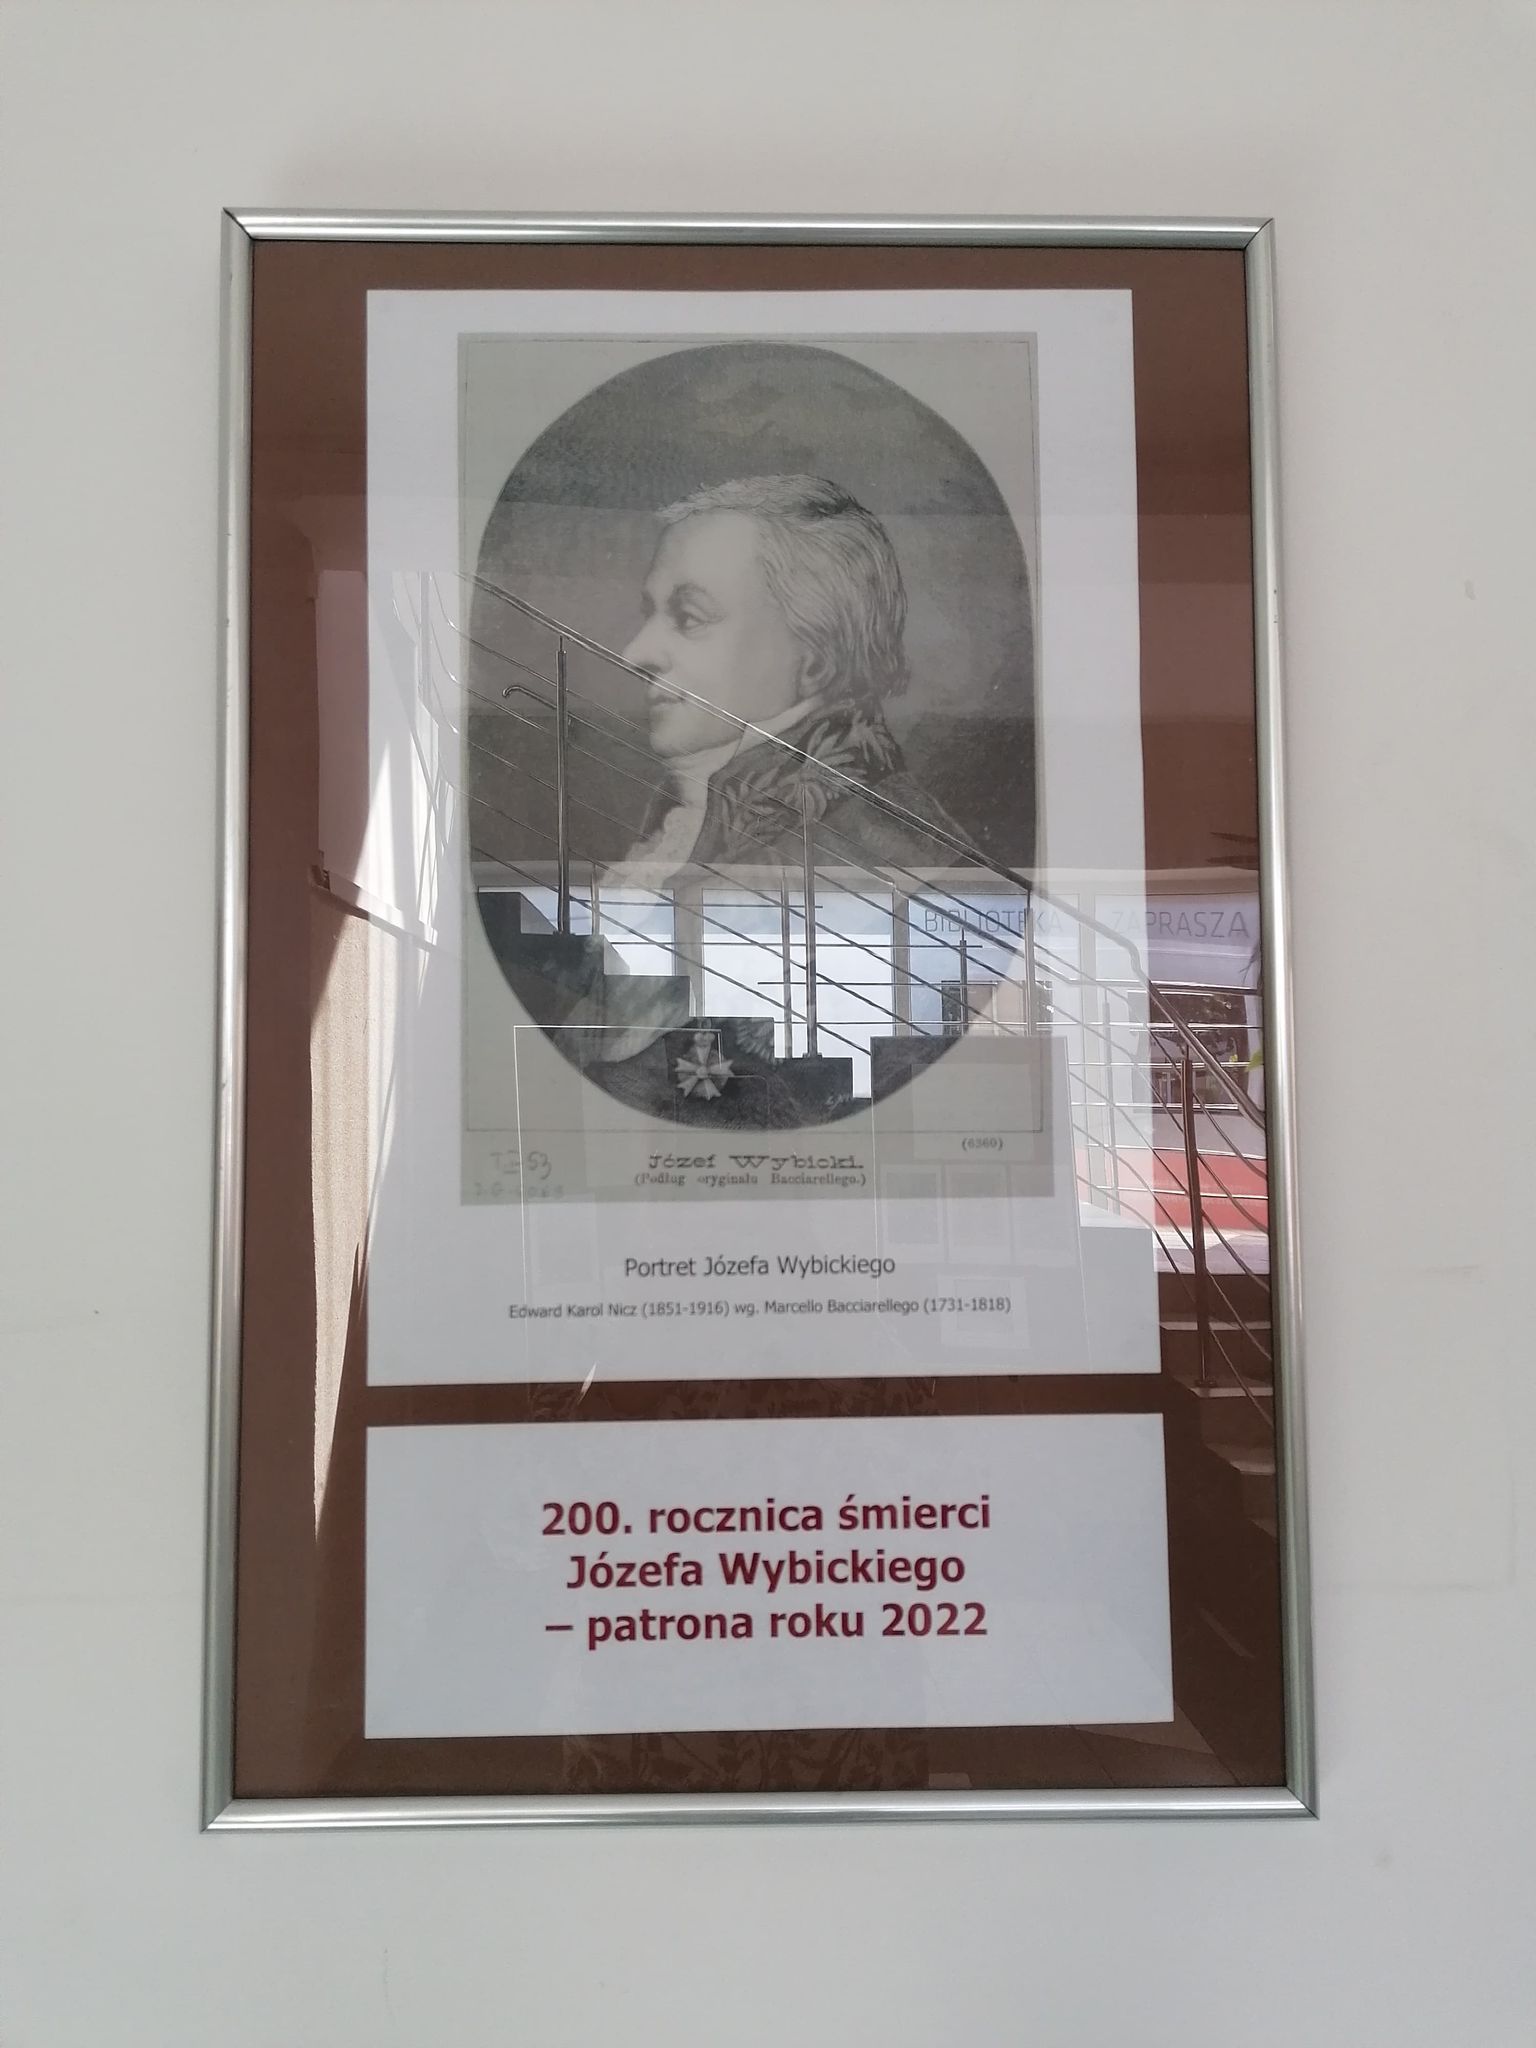 BIBLIOTEKA ZAPRASZA
(6360)
Józef Wybicki.
(Podług oryginału Bacciarellego.)
Portret Józefa Wybickiego
Edward Karol Nicz (1851-1916) wg. Marcello Bacciarellego (1731-1818)
200. rocznica śmierci
Józefa Wybickiego
– patrona roku 2022